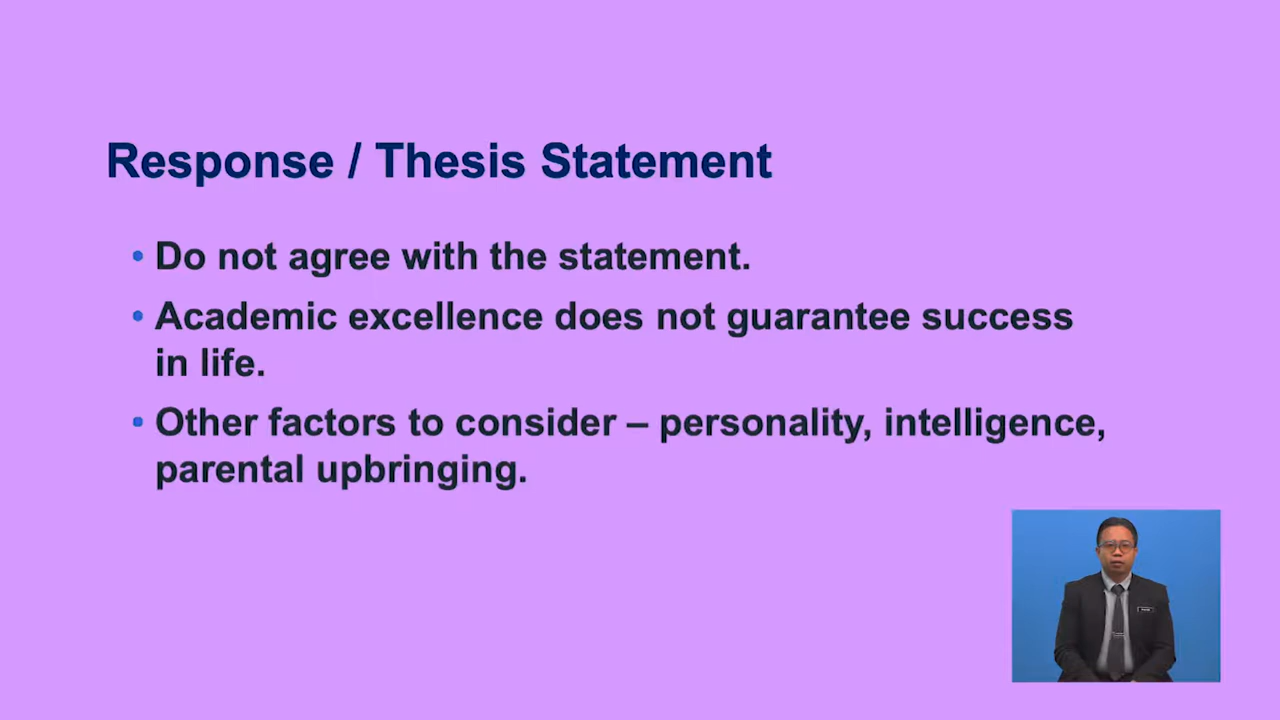 Response / Thesis Statement
• Do not agree with the statement.
• Academic excellence does not guarantee success
in life.
• Other factors to consider – personality, intelligence,
parental upbringing.